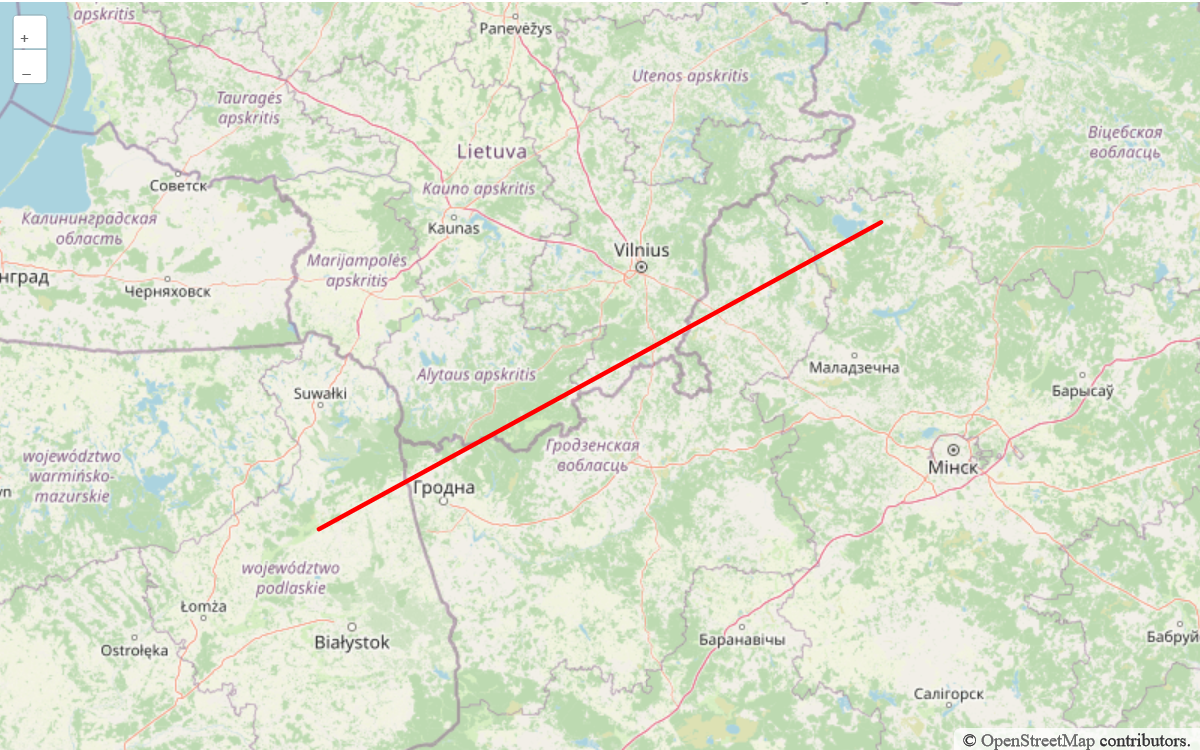 apskritis
Panevėžys
+
–
Utenos apskritis
Tauragės
apskritis
Віцебская
вобласць
Lietuva
Советск
Kauno apskritis
Kaunas
Калининградская
область
Vilnius
Marijampolės
apskritis
нград
Черняховск
Alytaus apskritis
Маладзечна
Suwałki
Барысаў
Гродзенская
вобласць
województwo
warmińsko-
mazurskie
Мінск
Гродна
województwo
podlaskie
Łomża
Białystok
Ostrołęka
Баранавічы
Бабруй
Салігорск
© OpenStreetMap contributors.